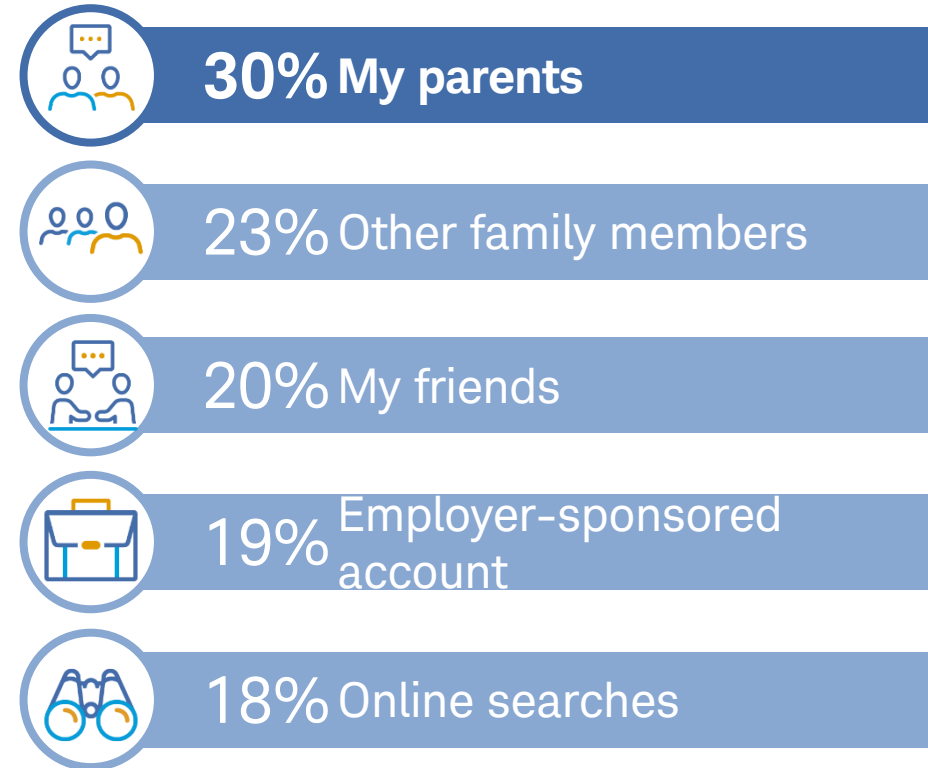 30% My parents
23% Other family members
20% My friends
19% Employer-sponsored
account
18% Online searches